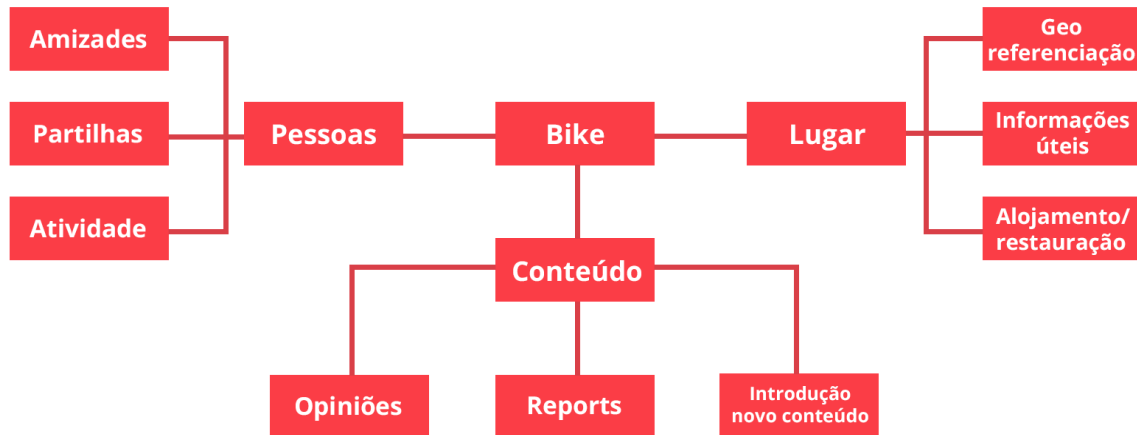 Amizades
Partilhas
Atividade
Pessoas
Bike
Lugar
Geo
referenciação
Informações
úteis
Alojamento/
restauração
Conteúdo
Opiniões
Reports
Introdução
novo conteúdo